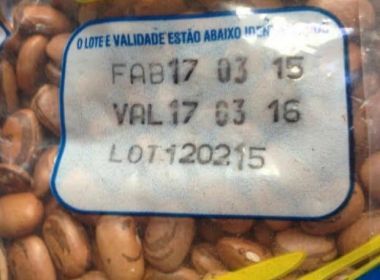 O LOTE E VALIDADE ESTÃO ABAIXO
FAB17 03 15
VAL17 03 16
LOT120215